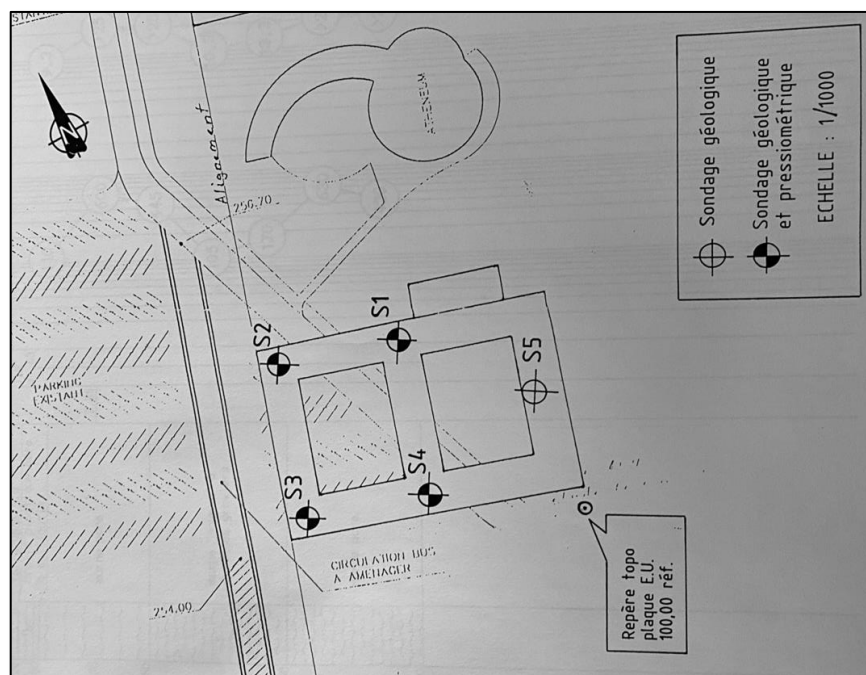 Alignement
ATHENEUM
256.70
PARKING
EXISTANT
S2
S1
S5
S3
S4
CIRCULATION BUS
A AMENAGER
254.00
Repère topo
plaque E.U.
100,00 réf.
Sondage géologique
Sondage géologique
et pressiométrique
ECHELLE : 1/1000
N